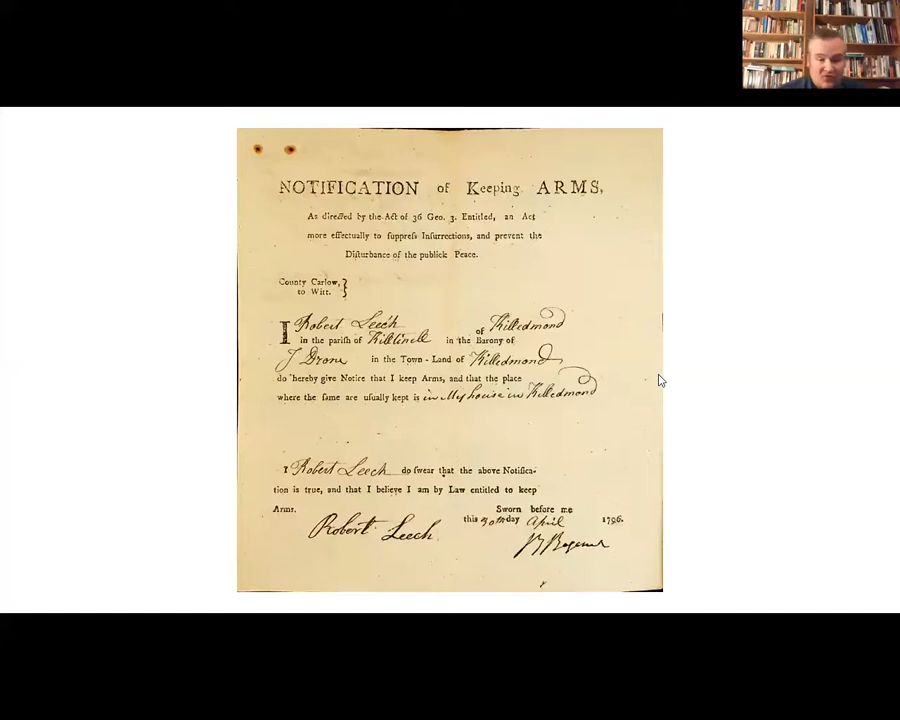 NOTIFICATION of Keeping ARMS,
As directed by the Act of 36 Geo. 3. Entitled, an Act
more effectually to ſuppreſs Inſurrections, and prevent the
Diſturbance of the publick Peace.
County Carlow,
to Witt.
I Robert Leech of Killedmond
in the pariſh of Killinell in the Barony of
J Drone in the Town-Land of Killedmond
do hereby give Notice that I keep Arms, and that the place
where the ſame are uſually kept is in My house in Killedmond
I Robert Leech do ſwear that the above Notifica-
tion is true, and that I believe I am by Law entitled to keep
Arms.
Sworn before me
this day April 1796.
Robert Leech